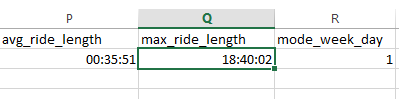 P Q R
avg_ride_length max_ride_length mode_week_day
00:35:51 18:40:02 1